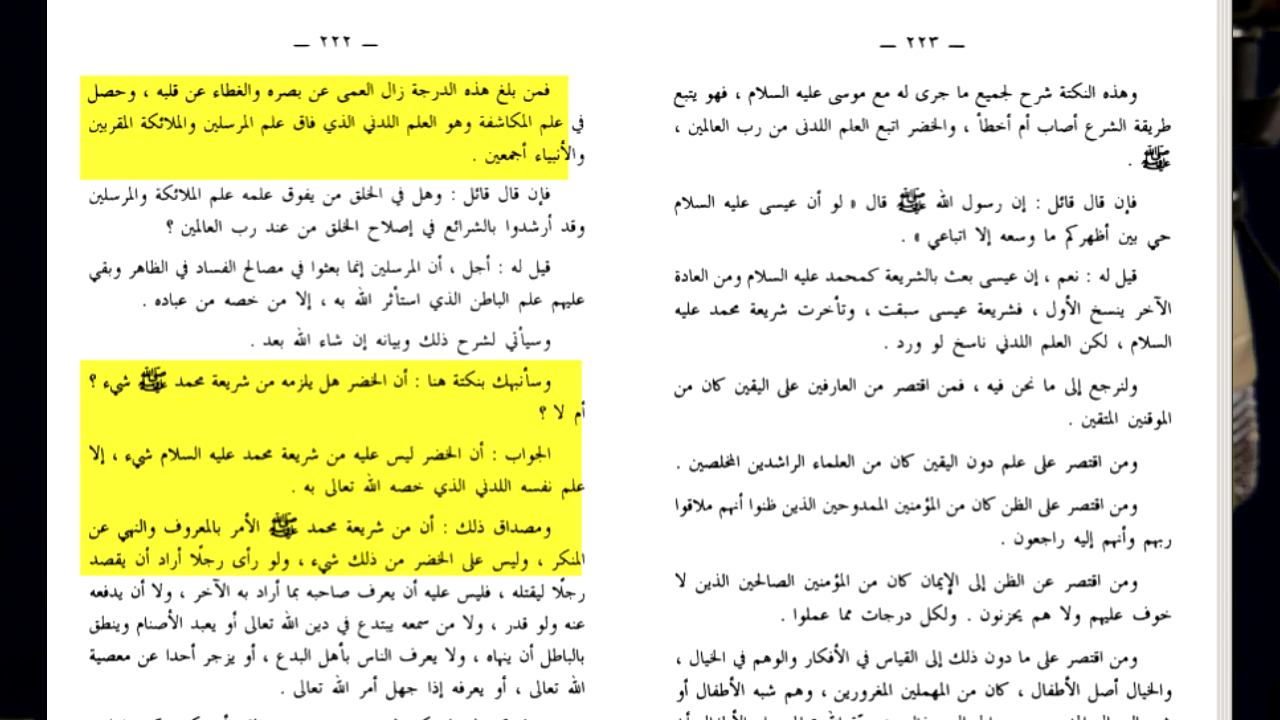 — ٢٢٢ —
فمن بلغ هذه الدرجة زال العمى عن بصره والغطاء عن قلبه ، وحصل
في علم المكاشفة وهو العلم اللدني الذي فاق علم المرسلين والملائكة المقربين
والأنبياء أجمعين .
فإن قال قائل : وهل في الخلق من يفوق علمه علم الملائكة والمرسلين
وقد أرشدوا بالشرائع في إصلاح الخلق من عند رب العالمين ؟
قيل له : أجل ، أن المرسلين إنما بعثوا في مصالح الفساد في الظاهر وبقي
عليهم علم الباطن الذي استأثر الله به ، إلا من خصه من عباده .
وسيأتي لشرح ذلك وبيانه إن شاء الله بعد .
وسأنبهك بنكتة هنا : أن الخضر هل يلزمه من شريعة محمد ﷺ شيء ؟
أم لا ؟
الجواب : أن الخضر ليس عليه من شريعة محمد عليه السلام شيء ، إلا
علم نفسه اللدني الذي خصه الله تعالى به .
ومصداق ذلك : أن من شريعة محمد ﷺ الأمر بالمعروف والنهي عن
المنكر ، وليس على الخضر من ذلك شيء ، ولو رأى رجلًا أراد أن يقصد
رجلًا ليقتله ، فليس عليه أن يعرف صاحبه بما أراد به الآخر ، ولا أن يدفعه
عنه ولو قدر ، ولا من سمعه يبتدع في دين الله تعالى أو يعبد الأصنام وينطق
بالباطل أن ينهاه ، ولا يعرف الناس بأهل البدع ، أو يزجر أحدا عن معصية
الله تعالى ، أو يعرفه إذا جهل أمر الله تعالى .
— ٢٢٣ —
وهذه النكتة شرح لجميع ما جرى له مع موسى عليه السلام ، فهو يتبع
طريقة الشرع أصاب أم أخطأ ، والخضر اتبع العلم اللدنى من رب العالمين ،
ﷺ .
فإن قال قائل : إن رسول الله ﷺ قال « لو أن عيسى عليه السلام
حي بين أظهركم ما وسعه إلا اتباعي » .
قيل له : نعم ، إن عيسى بعث بالشريعة كمحمد عليه السلام ومن العادة
الآخر ينسخ الأول ، فشريعة عيسى سبقت ، وتأخرت شريعة محمد عليه
السلام ، لكن العلم اللدني ناسخ لو ورد .
ولنرجع إلى ما نحن فيه ، فمن اقتصر من العارفين على اليقين كان من
الموقنين المتقين .
ومن اقتصر على علم دون اليقين كان من العلماء الراشدين المخلصين .
ومن اقتصر على الظن كان من المؤمنين الممدوحين الذين ظنوا أنهم ملاقوا
ربهم وأنهم إليه راجعون .
ومن اقتصر عن الظن إلى الإيمان كان من المؤمنين الصالحين الذين لا
خوف عليهم ولا هم يحزنون . ولكل درجات مما عملوا .
ومن اقتصر على ما دون ذلك إلى القياس في الأفكار والوهم في الخيال ،
والخيال أصل الأطفال ، كان من المهملين المغرورين ، وهم شبه الأطفال أو